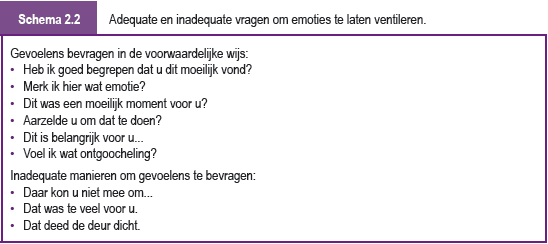 Schema 2.2
Adequate en inadequate vragen om emoties te laten ventileren.
Gevoelens bevragen in de voorwaardelijke wijs:
• Heb ik goed begrepen dat u dit moeilijk vond?
• Merk ik hier wat emotie?
• Dit was een moeilijk moment voor u?
• Aarzelde u om dat te doen?
• Dit is belangrijk voor u...
• Voel ik wat ontgoocheling?
Inadequate manieren om gevoelens te bevragen:
• Daar kon u niet mee om...
• Dat was te veel voor u.
• Dat deed de deur dicht.